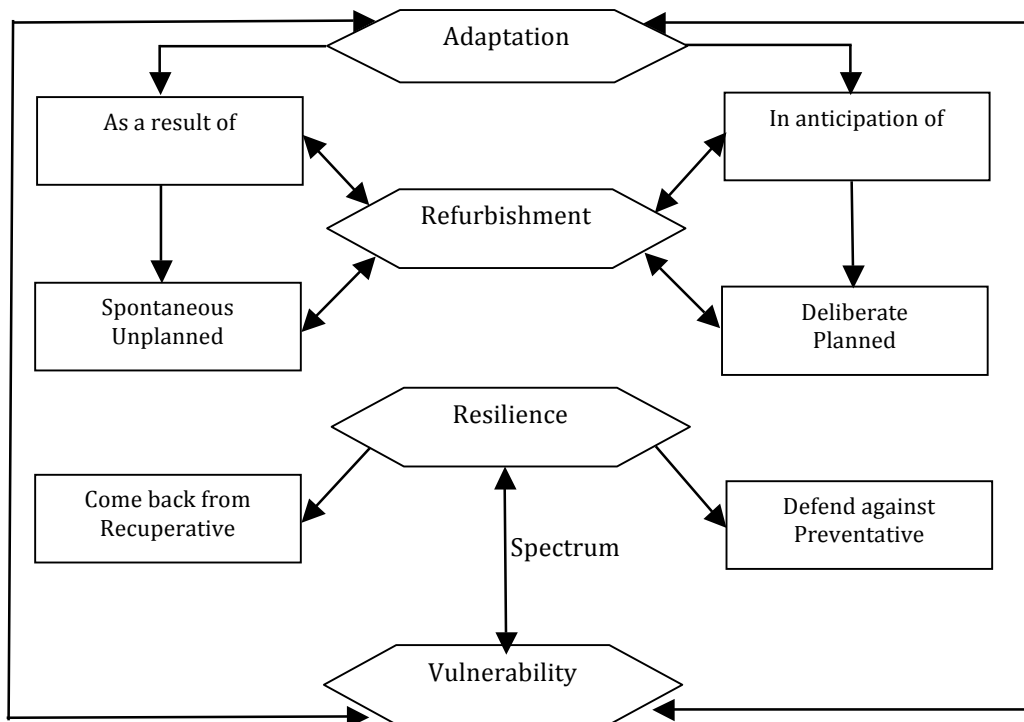 Adaptation
As a result of
In anticipation of
Refurbishment
Spontaneous
Unplanned
Deliberate
Planned
Resilience
Come back from
Recuperative
Defend against
Preventative
Spectrum
Vulnerability